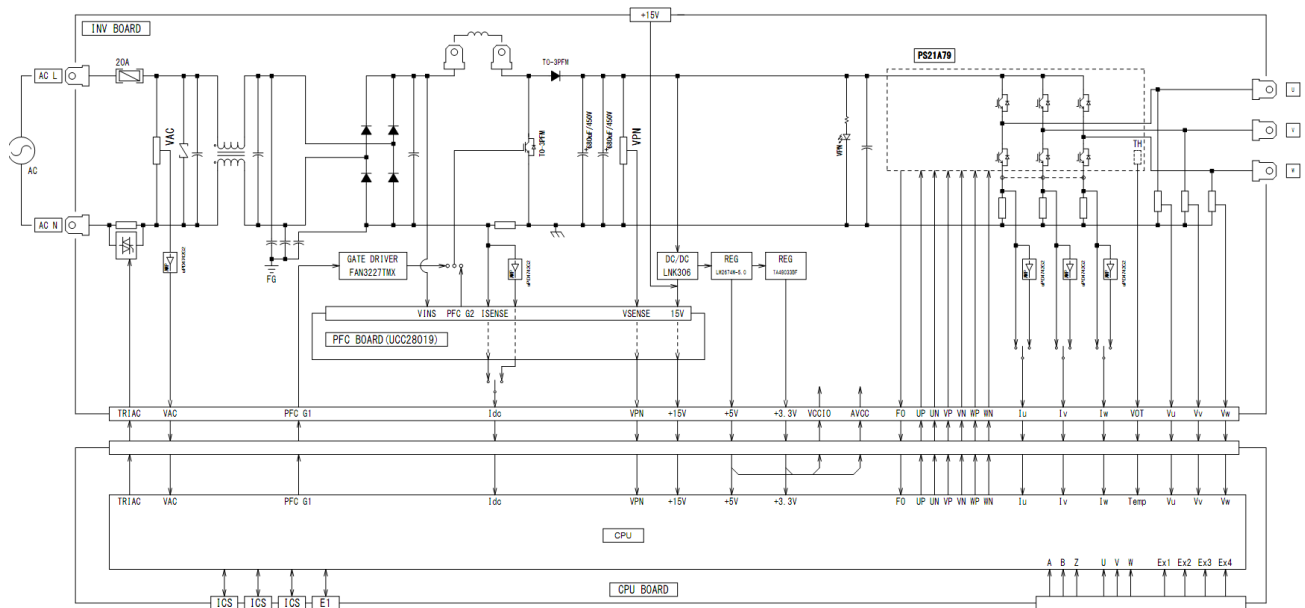 +15V
INV BOARD
PS21A79
20A
TO-3PFM
AC L
U
VAC
680uF/450V
680uF/450V
VPN
TO-3PFM
VPN
V
AC
TH
W
AC N
FG
GATE DRIVER
FAN3227TMX
DC/DC
LNK306
REG
REG
VINS PFC G2 ISENSE VSENSE 15V
PFC BOARD(UCC28019)
TRIAC VAC PFC G1 Idc VPN +15V +5V +3.3V VCCIO AVCC FO UP UN VP VN WP WN Iu Iv Iw VOT Vu Vv Vw
TRIAC VAC PFC G1 Idc VPN +15V +5V +3.3V FO UP UN VP VN WP WN Iu Iv Iw Temp Vu Vv Vw
CPU
A B Z U V W Ex1 Ex2 Ex3 Ex4
CPU BOARD
ICS ICS ICS E1